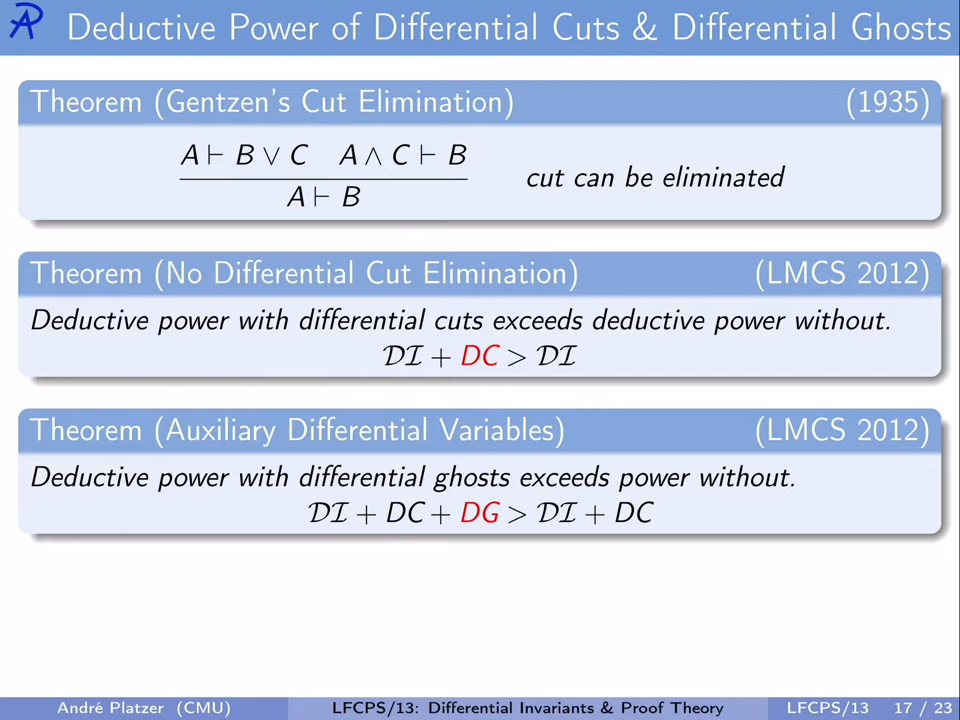 Deductive Power of Differential Cuts & Differential Ghosts
Theorem (Gentzen's Cut Elimination) (1935)
A ⊢ B ∨ C A ∧ C ⊢ B
A ⊢ B
cut can be eliminated
Theorem (No Differential Cut Elimination) (LMCS 2012)
Deductive power with differential cuts exceeds deductive power without.
𝒟ℐ + DC > 𝒟ℐ
Theorem (Auxiliary Differential Variables) (LMCS 2012)
Deductive power with differential ghosts exceeds power without.
𝒟ℐ + DC + DG > 𝒟ℐ + DC
André Platzer (CMU) LFCPS/13: Differential Invariants & Proof Theory LFCPS/13 17 / 23